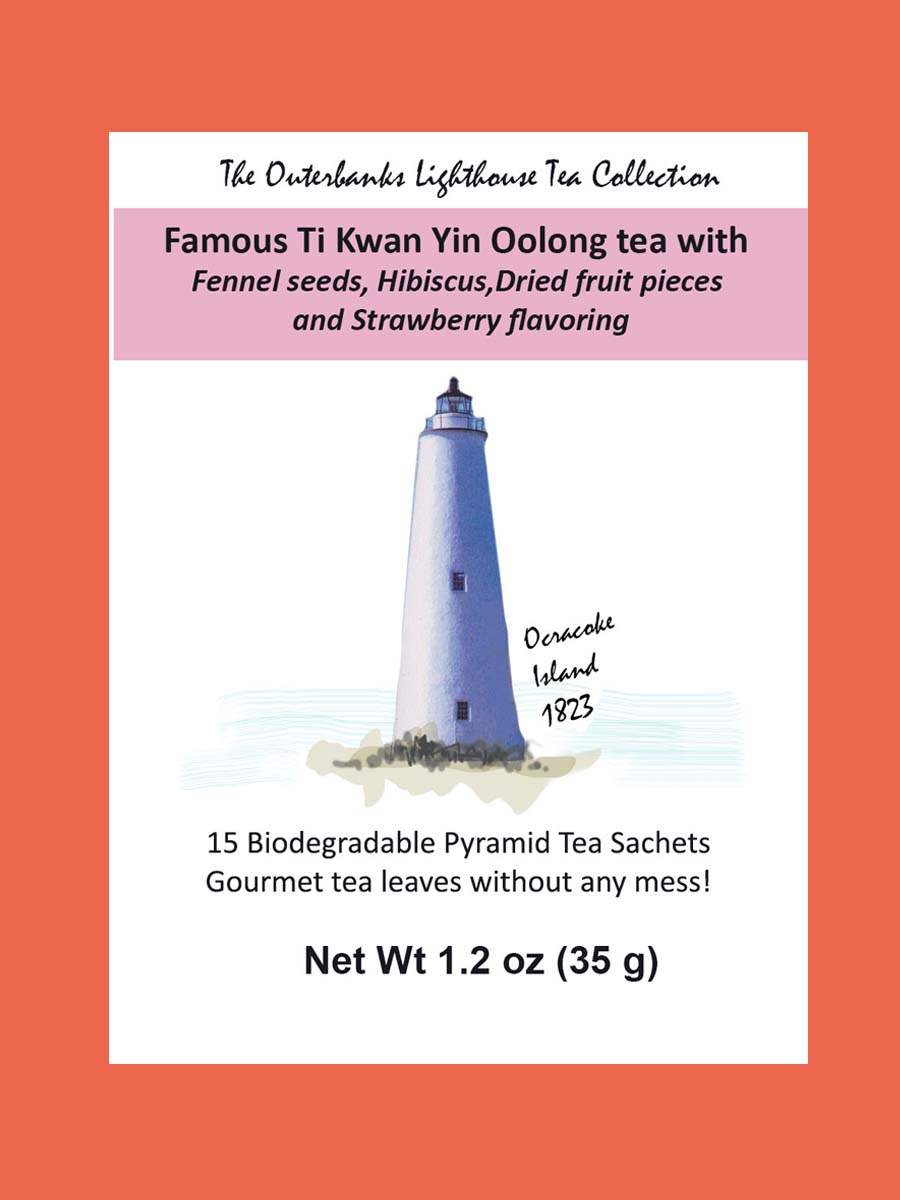 The Outerbanks Lighthouse Tea Collection
Famous Ti Kwan Yin Oolong tea with
Fennel seeds, Hibiscus,Dried fruit pieces
and Strawberry flavoring
Ocracoke
Island
1823
15 Biodegradable Pyramid Tea Sachets
Gourmet tea leaves without any mess!
Net Wt 1.2 oz (35 g)